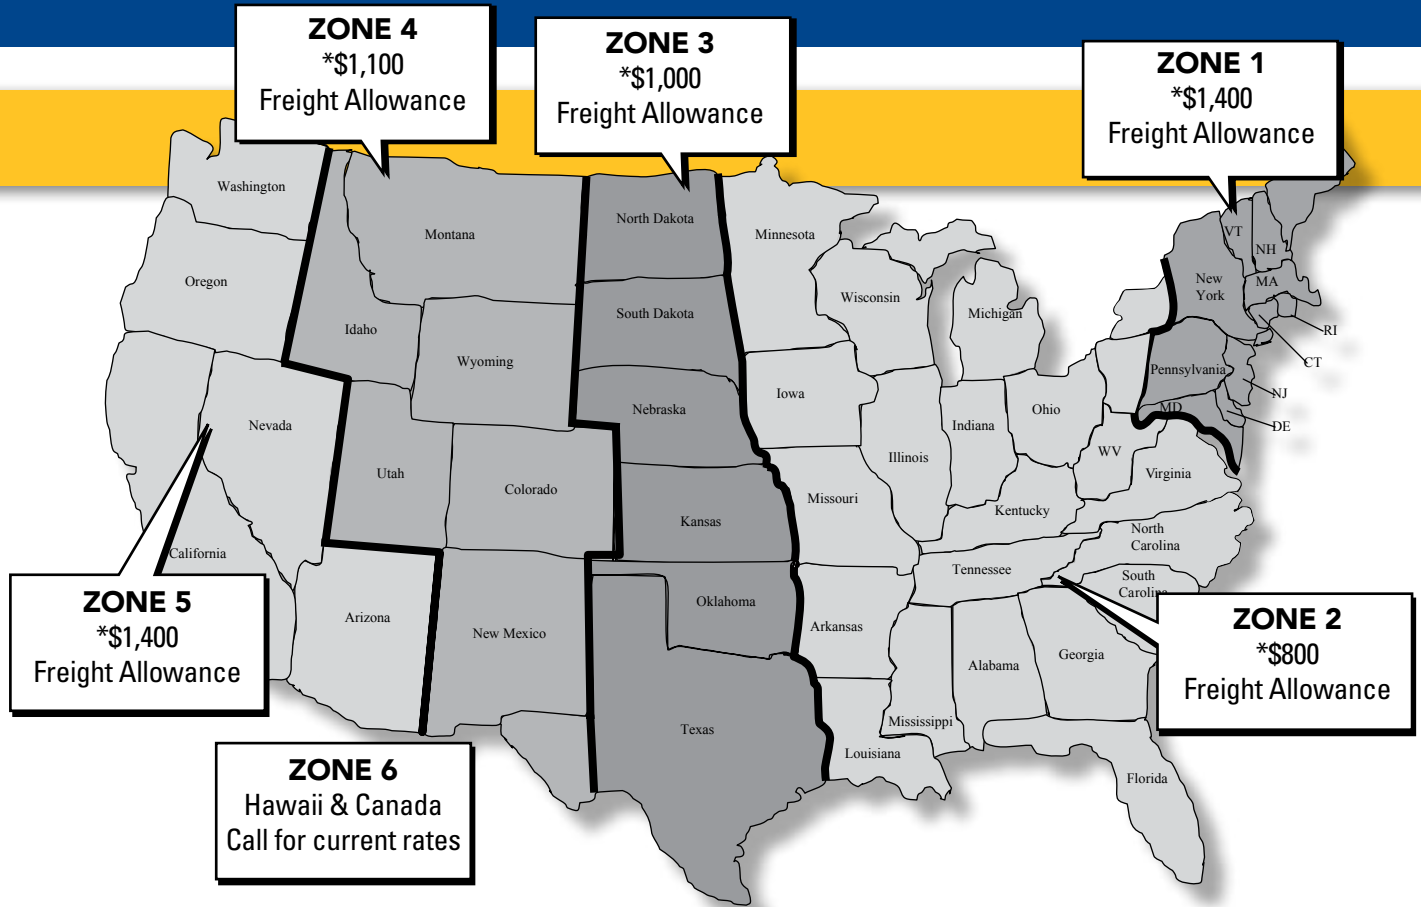 ZONE 4
*$1,100
Freight Allowance
ZONE 3
*$1,000
Freight Allowance
ZONE 1
*$1,400
Freight Allowance
Washington
Montana
North Dakota
Minnesota
VT
NH
Oregon
Wisconsin
New
York
MA
Idaho
South Dakota
Michigan
RI
Wyoming
CT
Pennsylvania
Nevada
Nebraska
Iowa
Ohio
NJ
MD
DE
Indiana
WV
Utah
Colorado
Illinois
Virginia
Missouri
Kansas
Kentucky
North
Carolina
California
Tennessee
South
Carolina
ZONE 5
*$1,400
Freight Allowance
Arizona
New Mexico
Oklahoma
Arkansas
Alabama
Georgia
ZONE 2
*$800
Freight Allowance
Texas
Mississippi
Louisiana
Florida
ZONE 6
Hawaii & Canada
Call for current rates